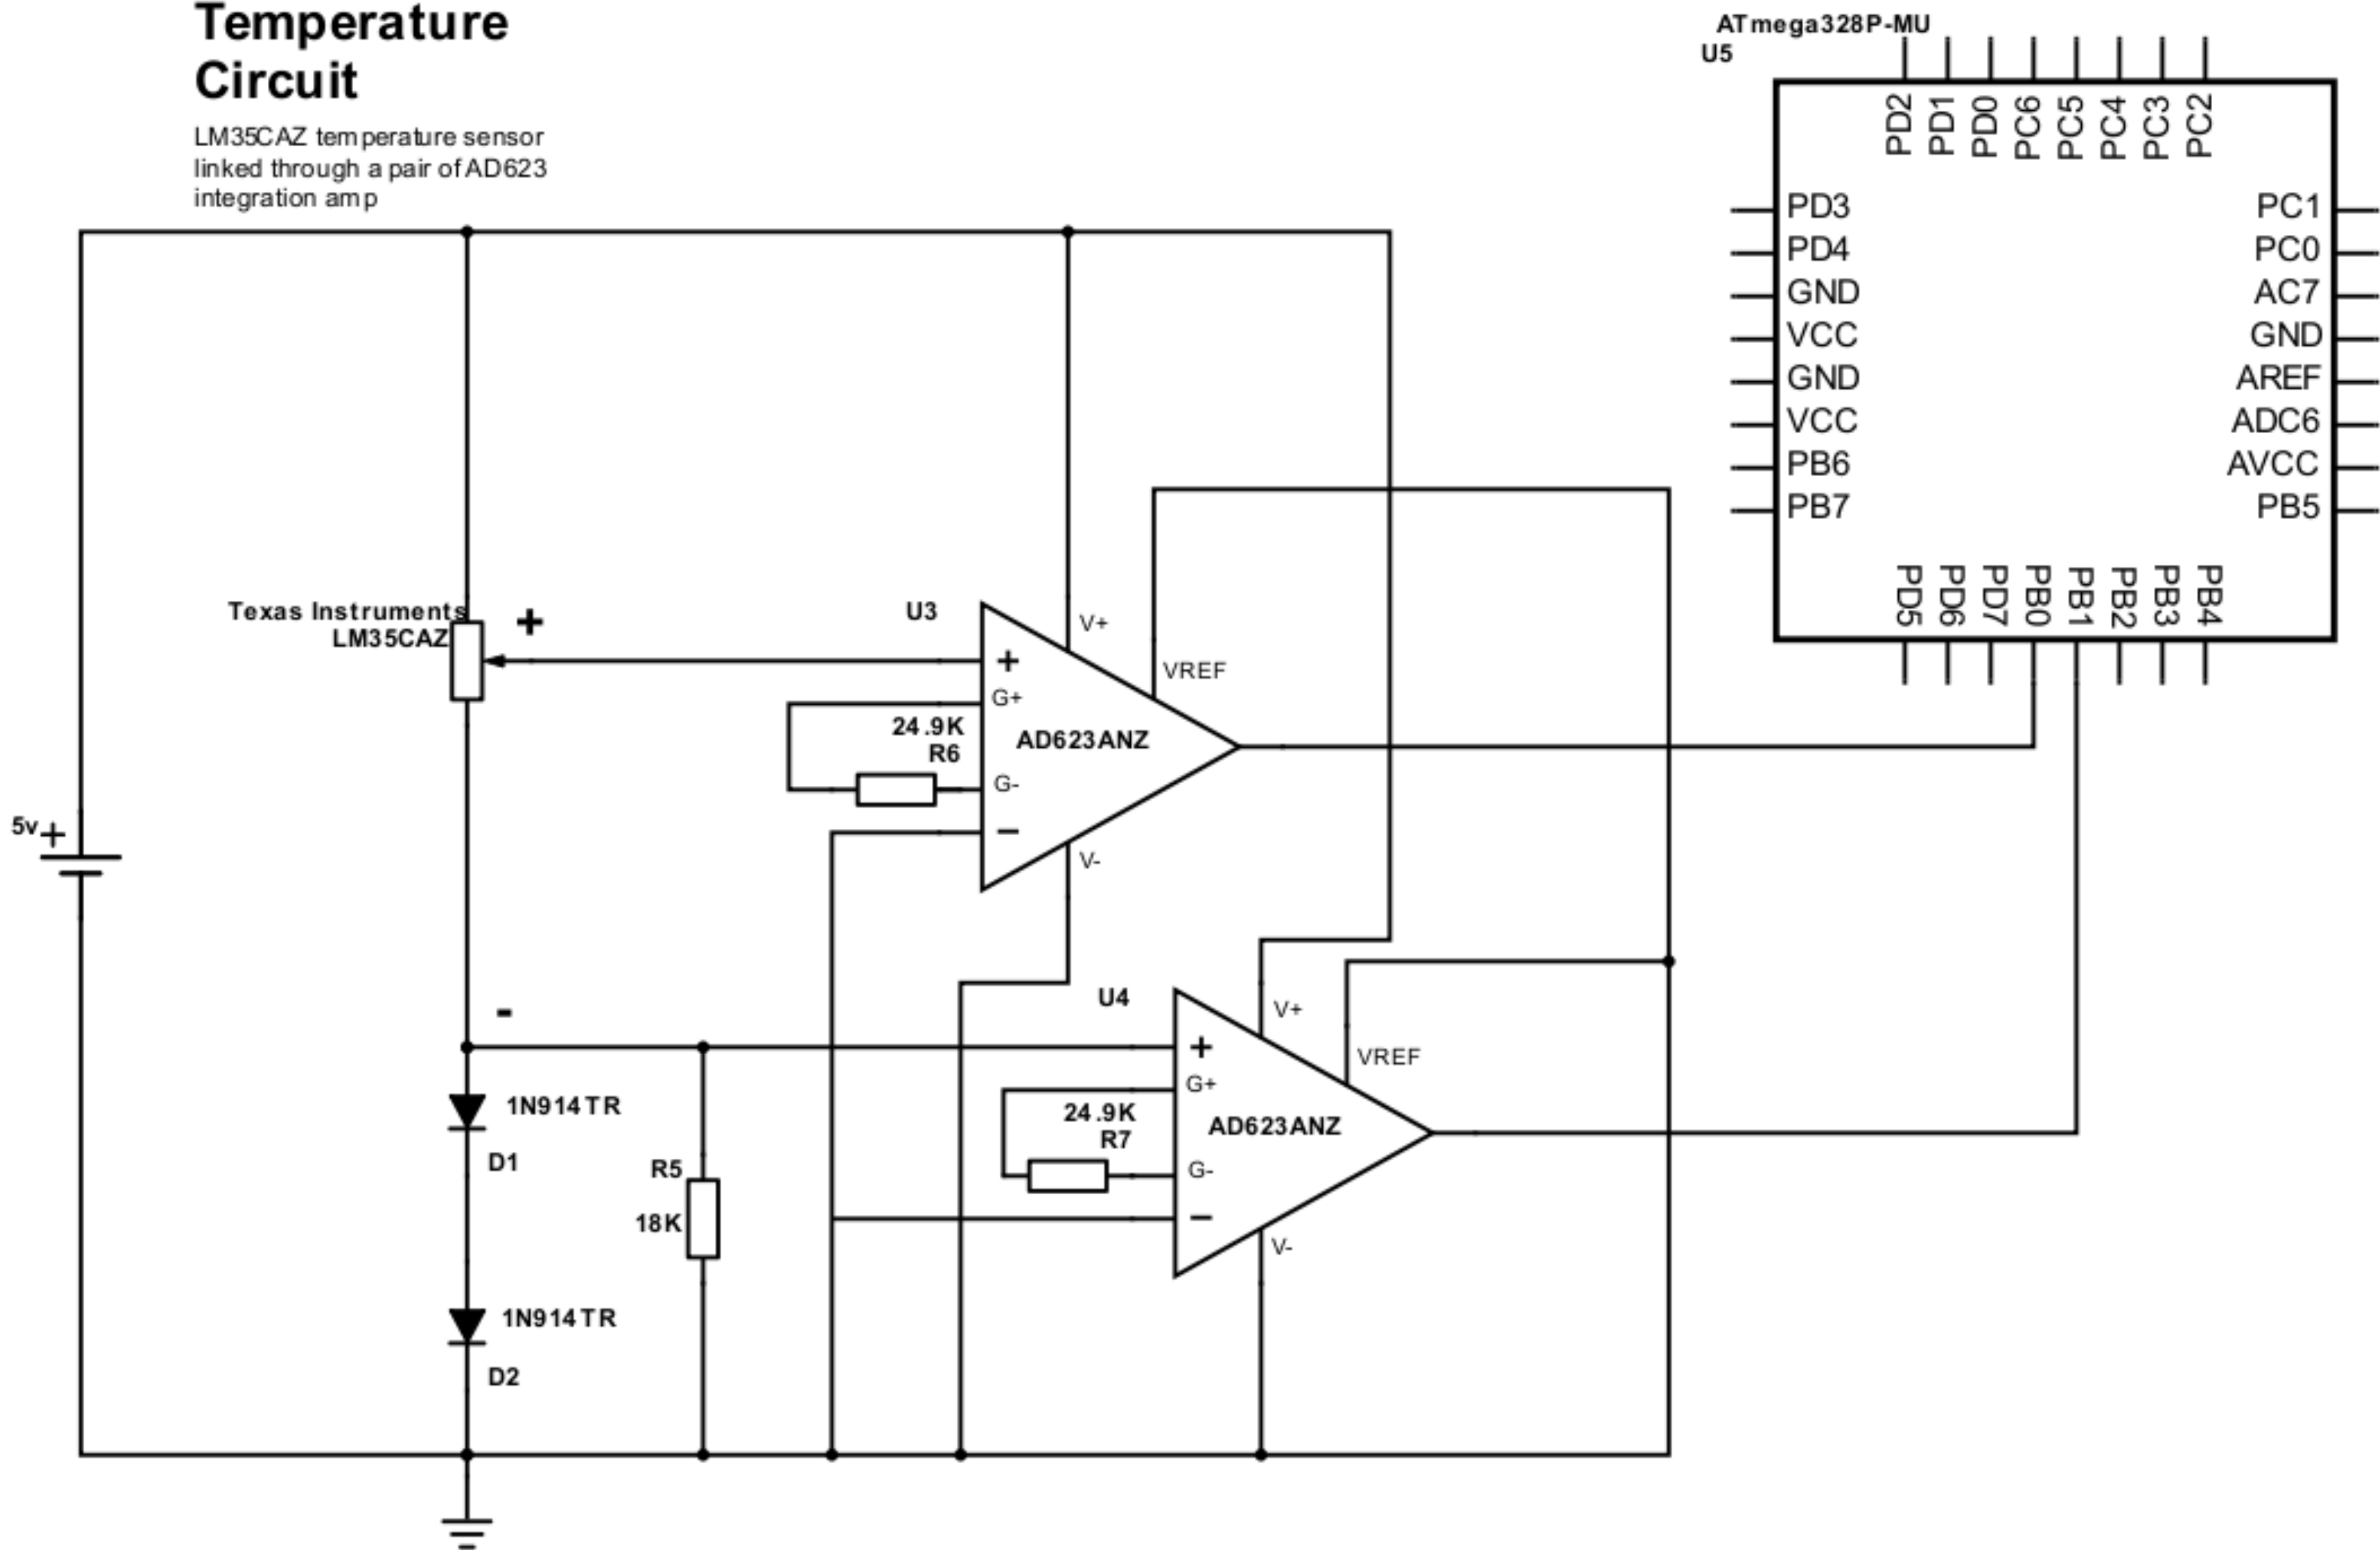 Temperature
Circuit
LM35CAZ temperature sensor
linked through a pair of AD623
integration amp
ATmega328P-MU
U5
PD2
PD1
PD0
PC6
PC5
PC4
PC3
PC2
PD3
PD4
GND
VCC
GND
VCC
PB6
PB7
PC1
PC0
AC7
GND
AREF
ADC6
AVCC
PB5
PD5
PD6
PD7
PB0
PB1
PB2
PB3
PB4
Texas Instruments
LM35CAZ
+
U3
V+
VREF
+
G+
24.9K
R6
AD623ANZ
G-
−
V-
5v+
-
U4
V+
VREF
+
G+
24.9K
R7
AD623ANZ
G-
−
V-
1N914TR
D1
R5
18K
1N914TR
D2